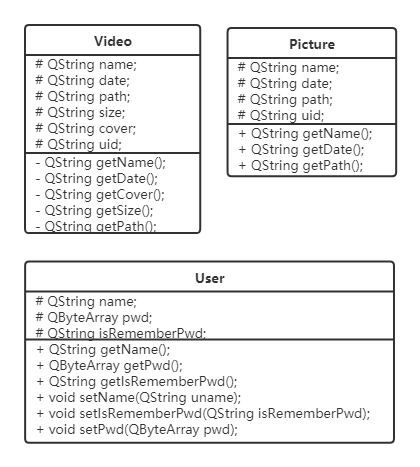 Video
# QString name;
# QString date;
# QString path;
# QString size;
# QString cover;
# QString uid;
- QString getName();
- QString getDate();
- QString getCover();
- QString getSize();
- QString getPath();
Picture
# QString name;
# QString date;
# QString path;
# QString uid;
+ QString getName();
+ QString getDate();
+ QString getPath();
User
# QString name;
# QByteArray pwd;
# QString isRememberPwd;
+ QString getName();
+ QByteArray getPwd();
+ QString getIsRememberPwd();
+ void setName(QString uname);
+ void setIsRememberPwd(QString isRememberPwd);
+ void setPwd(QByteArray pwd);